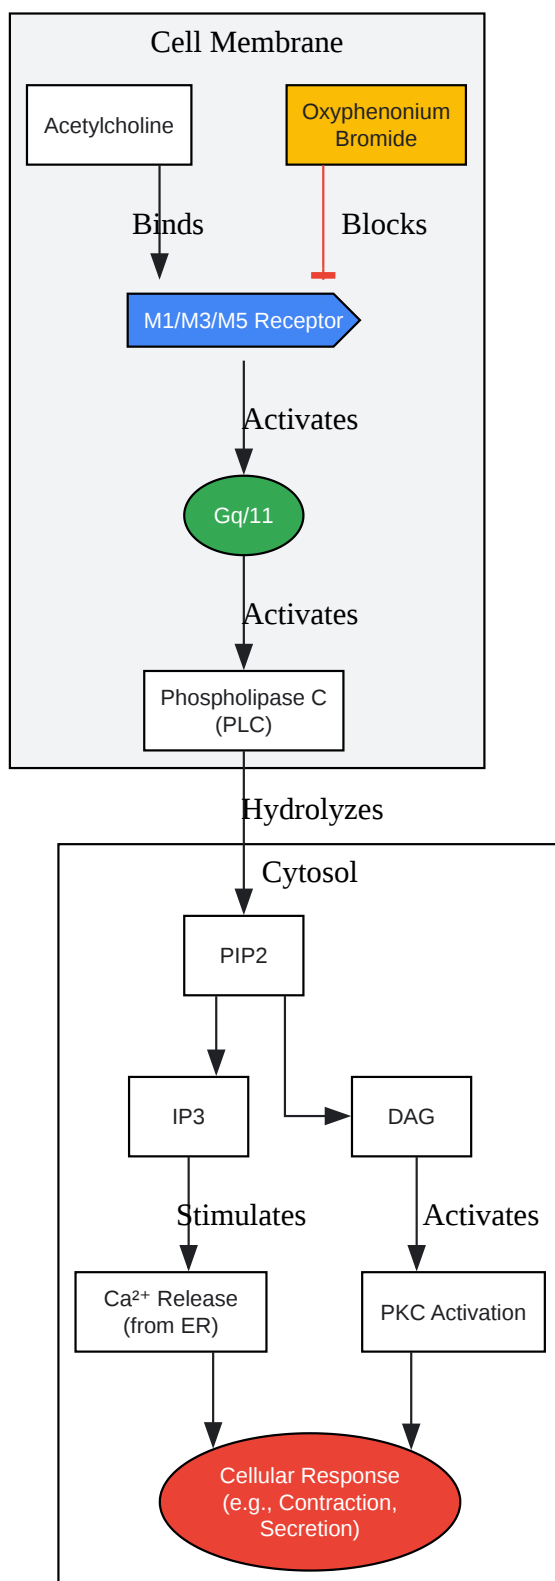 Cell Membrane
Acetylcholine
Oxyphenonium
Bromide
Binds
Blocks
M1/M3/M5 Receptor
Activates
Gq/11
Activates
Phospholipase C
(PLC)
Hydrolyzes
Cytosol
PIP2
IP3
DAG
Stimulates
Activates
Ca²⁺ Release
(from ER)
PKC Activation
Cellular Response
(e.g., Contraction,
Secretion)